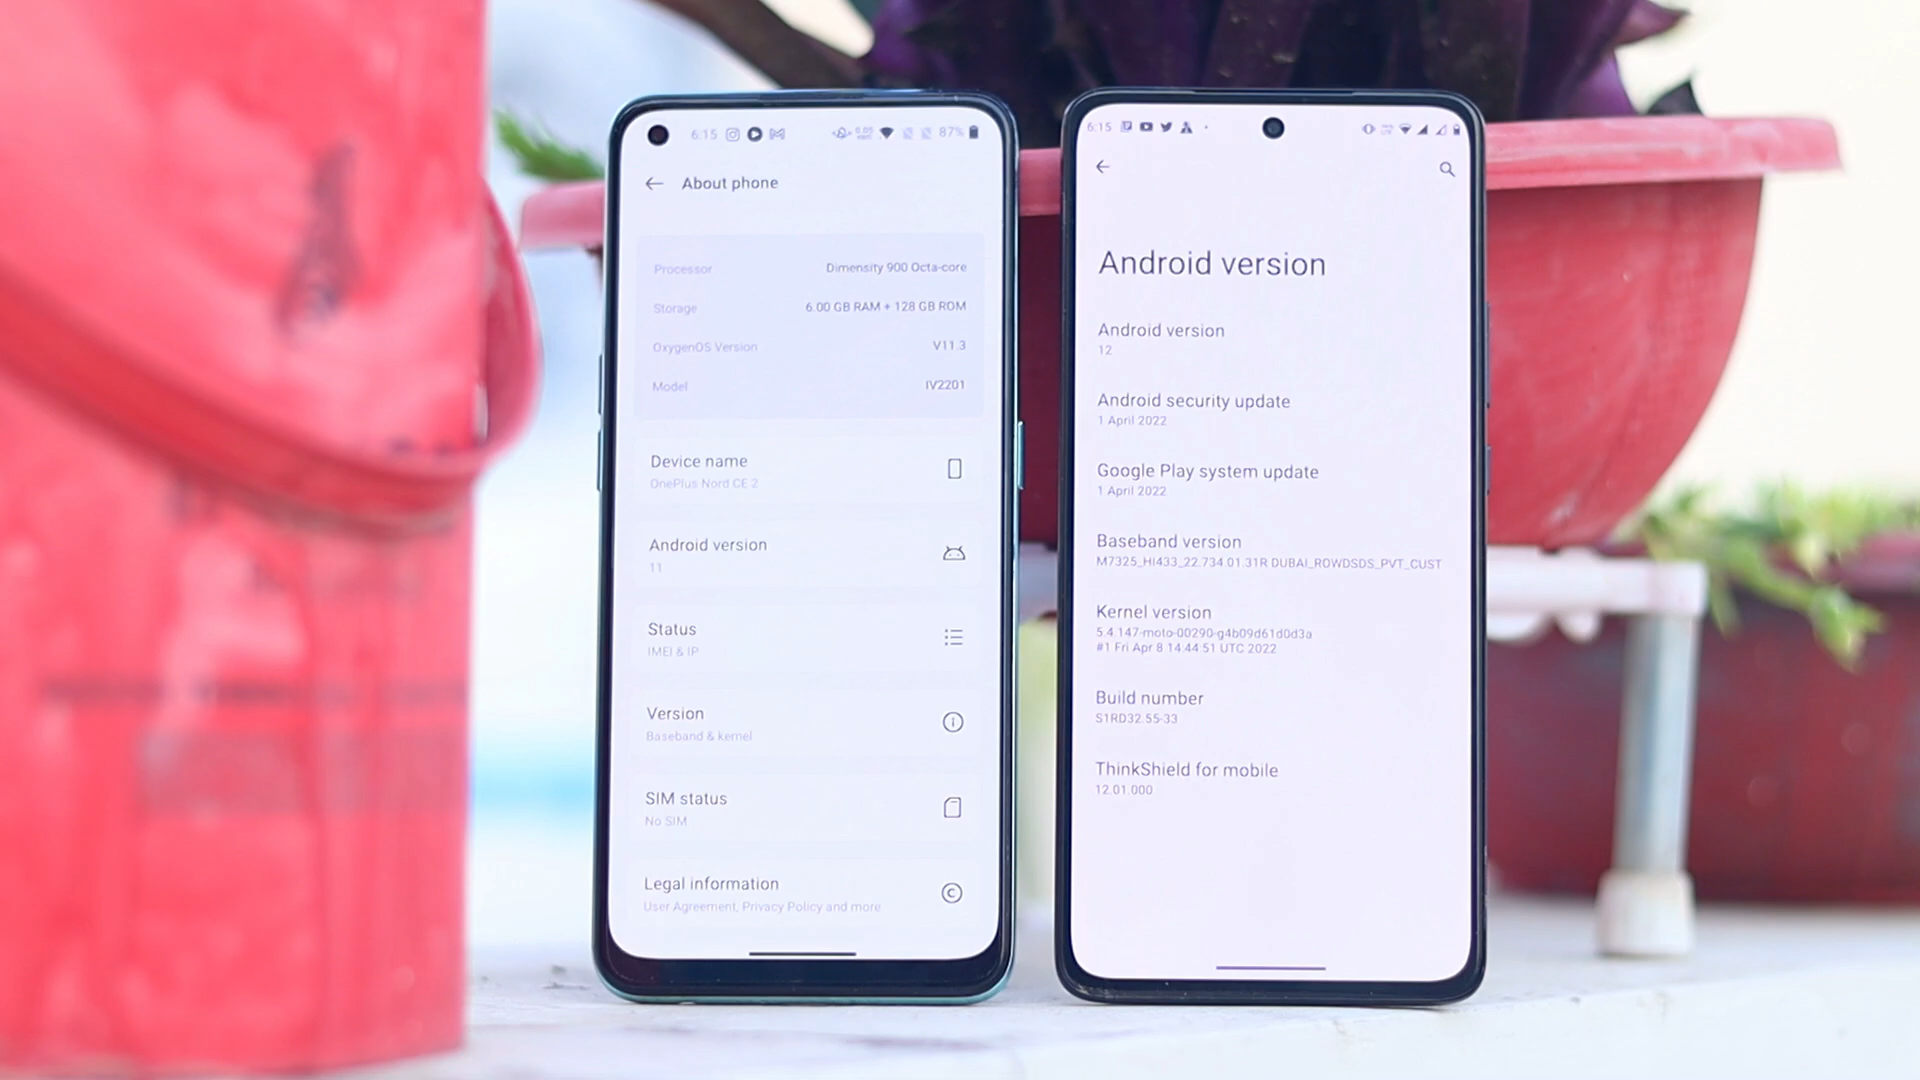 6:15
87%
About phone
Processor Dimensity 900 Octa-core
Storage 6.00 GB RAM + 128 GB ROM
OxygenOS Version V11.3
Model IV2201
Device name
OnePlus Nord CE 2
Android version
11
Status
IMEI & IP
Version
Baseband & kernel
SIM status
No SIM
Legal information
User Agreement, Privacy Policy and more
6:15
Android version
Android version
12
Android security update
1 April 2022
Google Play system update
1 April 2022
Baseband version
M7325_HI433_22.734.01.31R DUBAI_ROWDSDS_PVT_CUST
Kernel version
5.4.147-moto-00290-g4b09d61d0d3a
#1 Fri Apr 8 14:44:51 UTC 2022
Build number
S1RD32.55-33
ThinkShield for mobile
12.01.000